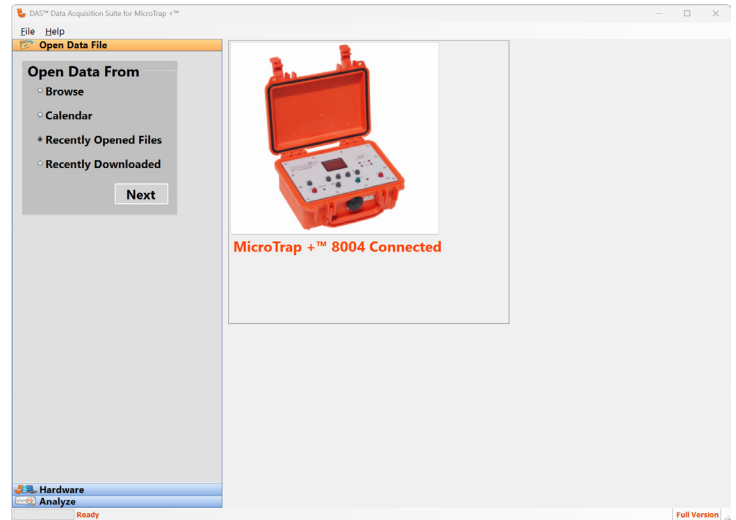 DAS™ Data Acquisition Suite for MicroTrap +™
File Help
Open Data File
Open Data From
Browse
Calendar
Recently Opened Files
Recently Downloaded
Next
MicroTrap +™ 8004 Connected
Hardware
Analyze
Ready
Full Version